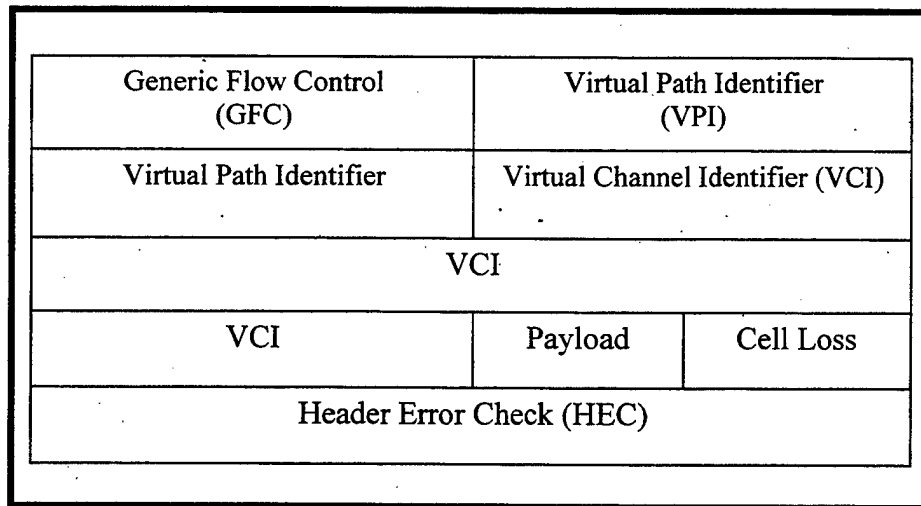 Generic Flow Control
(GFC)
Virtual Path Identifier
(VPI)
Virtual Path Identifier
Virtual Channel Identifier (VCI)
VCI
VCI
Payload
Cell Loss
Header Error Check (HEC)